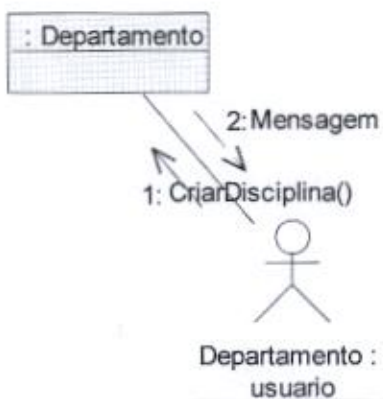 : Departamento
2: Mensagem
1: CriarDisciplina()
Departamento :
usuario